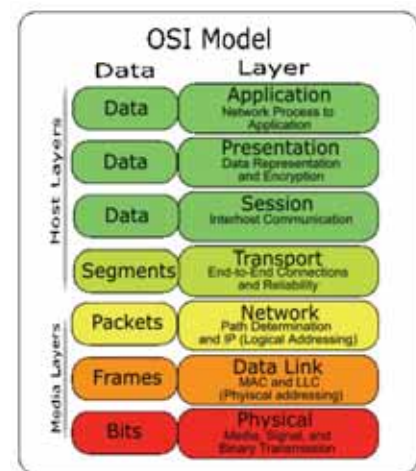 OSI Model
Data Layer
Host Layers
Data Application
Network Process to
Application
Data Presentation
Data Representation
and Encryption
Data Session
Interhost Communication
Segments Transport
End-to-End Connections
and Reliability
Media Layers
Packets Network
Path Determination
and IP (Logical Addressing)
Frames Data Link
MAC and LLC
(Phyiscal addressing)
Bits Physical
Media, Signal, and
Binary Transmission